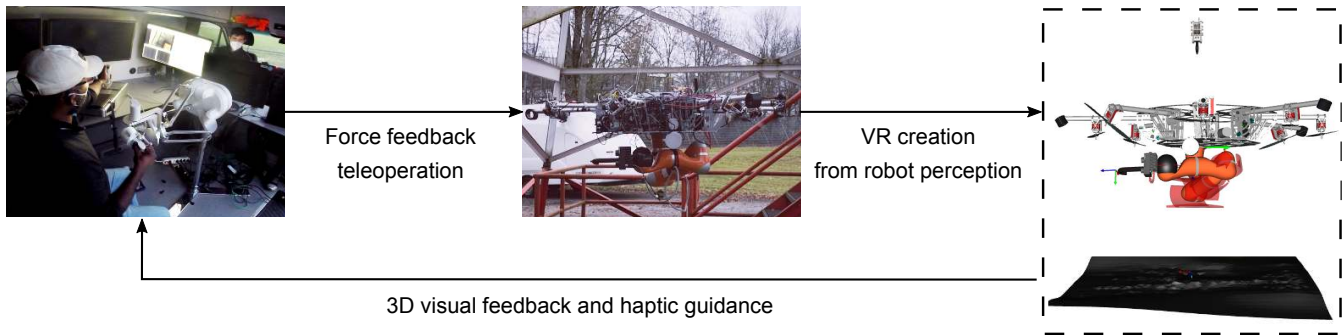 Force feedback
teleoperation
VR creation
from robot perception
3D visual feedback and haptic guidance